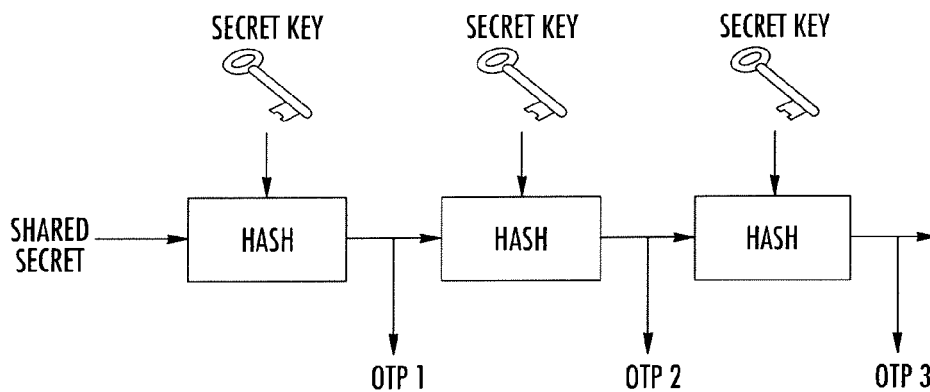 SECRET KEY
SECRET KEY
SECRET KEY
SHARED
SECRET
HASH
HASH
HASH
OTP 1
OTP 2
OTP 3